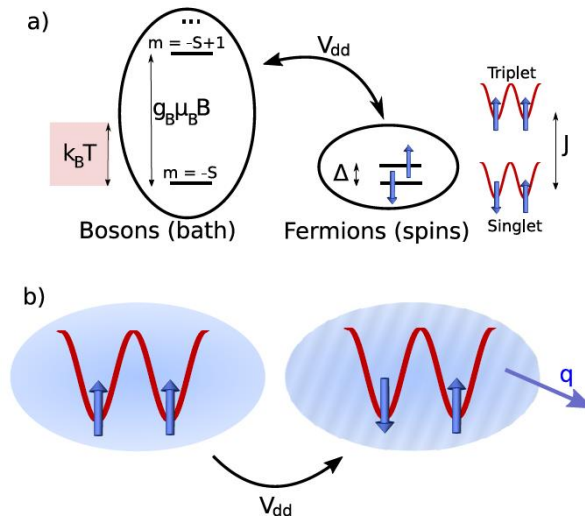 a)
...
m = -S+1
g_Bμ_BB
k_BT
m = -S
Bosons (bath)
V_dd
Δ
Fermions (spins)
Triplet
J
Singlet
b)
q
V_dd